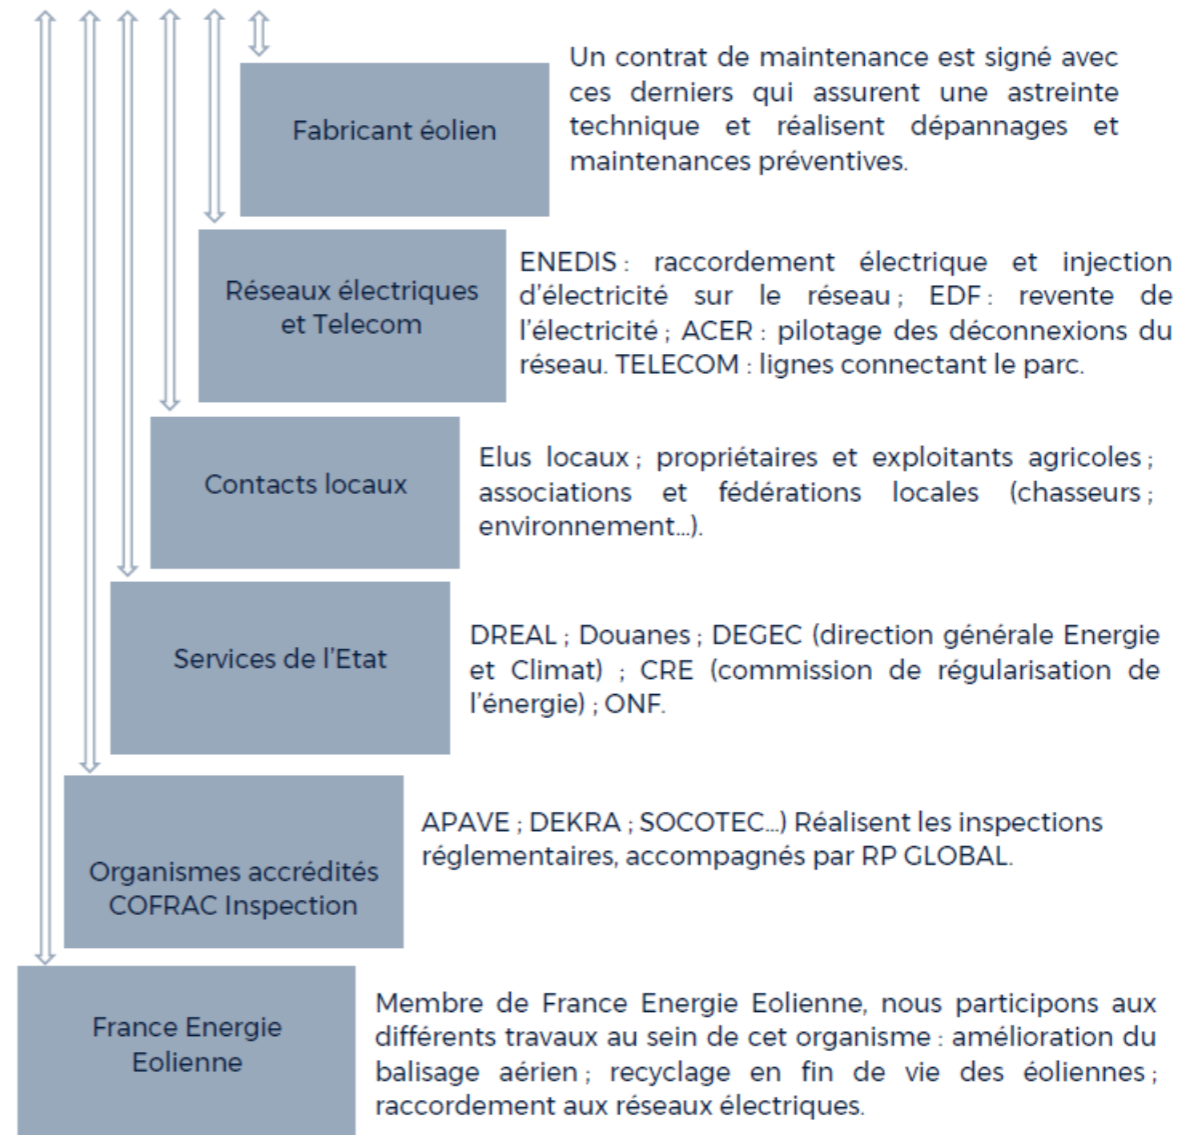 Fabricant éolien
Un contrat de maintenance est signé avec
ces derniers qui assurent une astreinte
technique et réalisent dépannages et
maintenances préventives.
Réseaux électriques
et Telecom
ENEDIS : raccordement électrique et injection
d’électricité sur le réseau ; EDF : revente de
l’électricité ; ACER : pilotage des déconnexions du
réseau. TELECOM : lignes connectant le parc.
Contacts locaux
Elus locaux ; propriétaires et exploitants agricoles ;
associations et fédérations locales (chasseurs ;
environnement…).
Services de l’Etat
DREAL ; Douanes ; DEGEC (direction générale Energie
et Climat) ; CRE (commission de régularisation de
l’énergie) ; ONF.
Organismes accrédités
COFRAC Inspection
APAVE ; DEKRA ; SOCOTEC…) Réalisent les inspections
réglementaires, accompagnés par RP GLOBAL.
France Energie
Eolienne
Membre de France Energie Eolienne, nous participons aux
différents travaux au sein de cet organisme : amélioration du
balisage aérien ; recyclage en fin de vie des éoliennes ;
raccordement aux réseaux électriques.